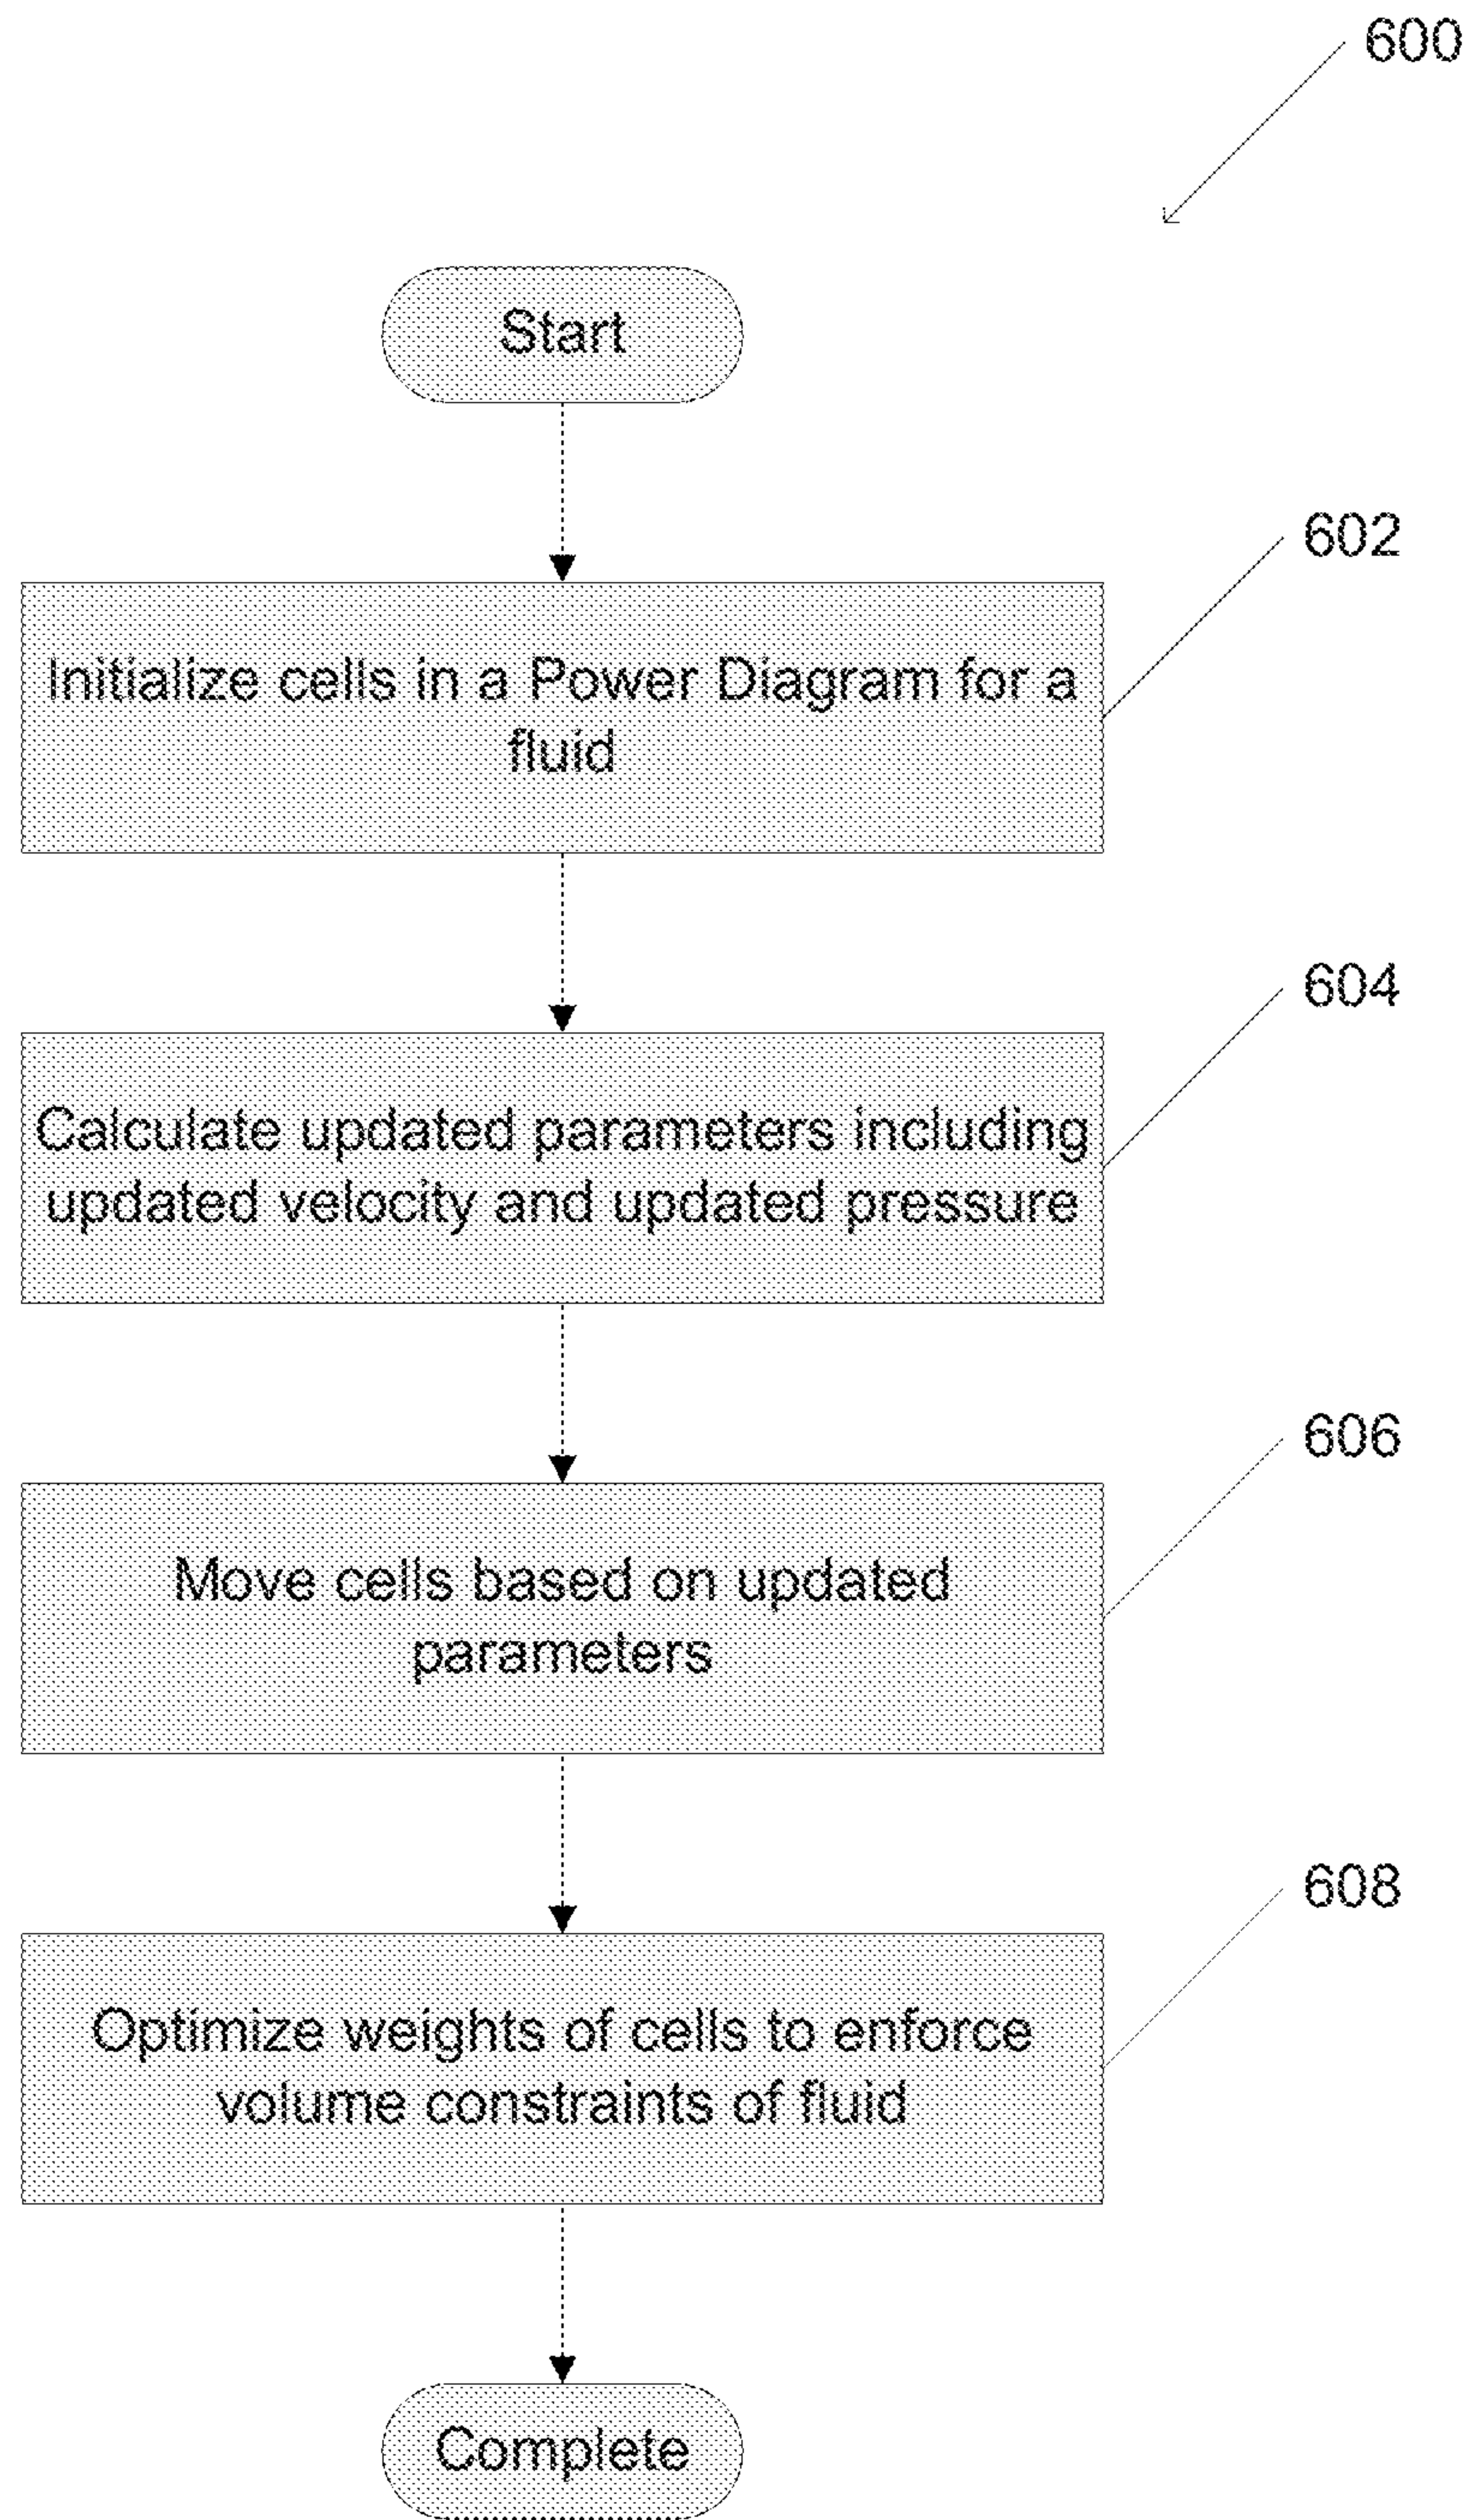 600
Start
602
Initialize cells in a Power Diagram for a
fluid
604
Calculate updated parameters including
updated velocity and updated pressure
606
Move cells based on updated
parameters
608
Optimize weights of cells to enforce
volume constraints of fluid
Complete